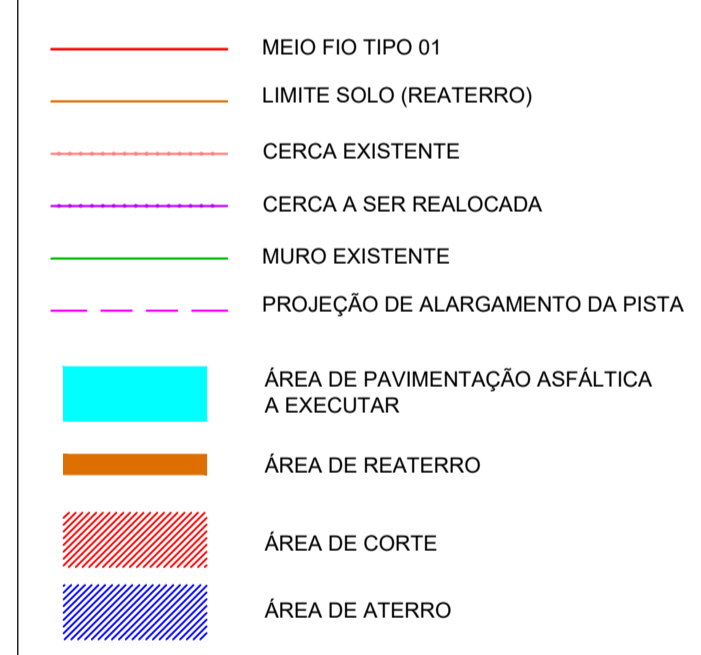 MEIO FIO TIPO 01
LIMITE SOLO (REATERRO)
CERCA EXISTENTE
CERCA A SER REALOCADA
MURO EXISTENTE
PROJEÇÃO DE ALARGAMENTO DA PISTA
ÁREA DE PAVIMENTAÇÃO ASFÁLTICA
A EXECUTAR
ÁREA DE REATERRO
ÁREA DE CORTE
ÁREA DE ATERRO